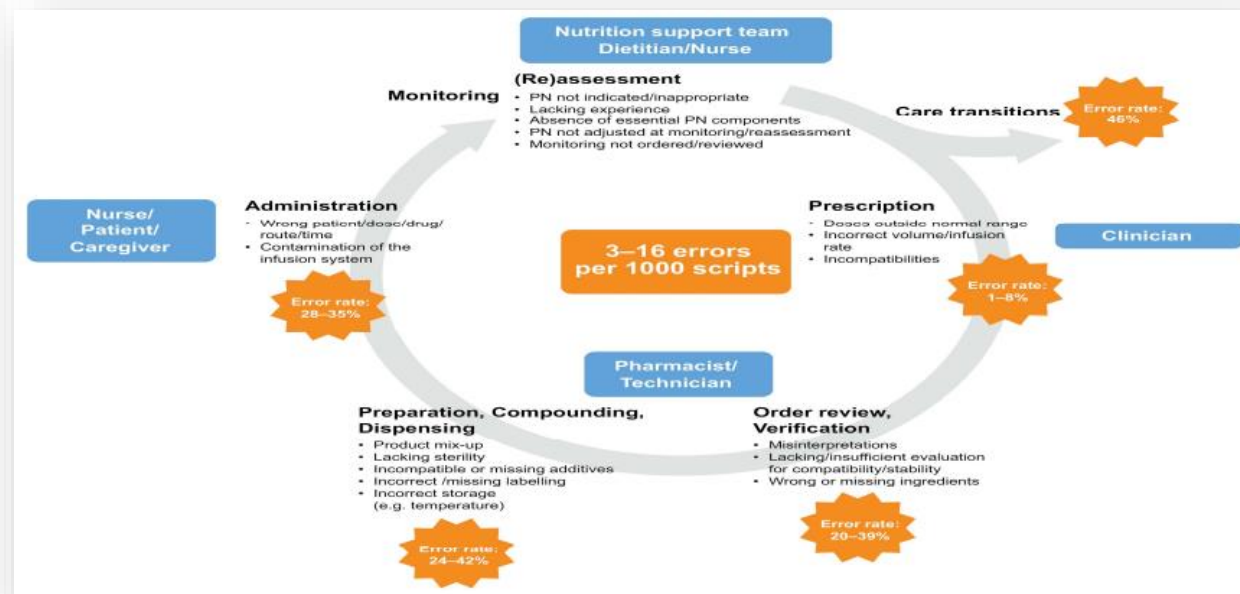 Nutrition support team
Dietitian/Nurse
(Re)assessment
Monitoring
• PN not indicated/inappropriate
• Lacking experience
• Absence of essential PN components
• PN not adjusted at monitoring/reassessment
• Monitoring not ordered/reviewed
Care transitions
Error rate:
46%
Nurse/
Patient/
Caregiver
Administration
• Wrong patient/dose/drug/
route/time
• Contamination of the
infusion system
Error rate:
28–35%
3–16 errors
per 1000 scripts
Prescription
• Doses outside normal range
• Incorrect volume/infusion
rate
• Incompatibilities
Clinician
Error rate:
1–8%
Pharmacist/
Technician
Preparation, Compounding,
Dispensing
• Product mix-up
• Lacking sterility
• Incompatible or missing additives
• Incorrect /missing labelling
• Incorrect storage
(e.g. temperature)
Error rate:
24–42%
Order review,
Verification
• Misinterpretations
• Lacking/insufficient evaluation
for compatibility/stability
• Wrong or missing ingredients
Error rate:
20–39%